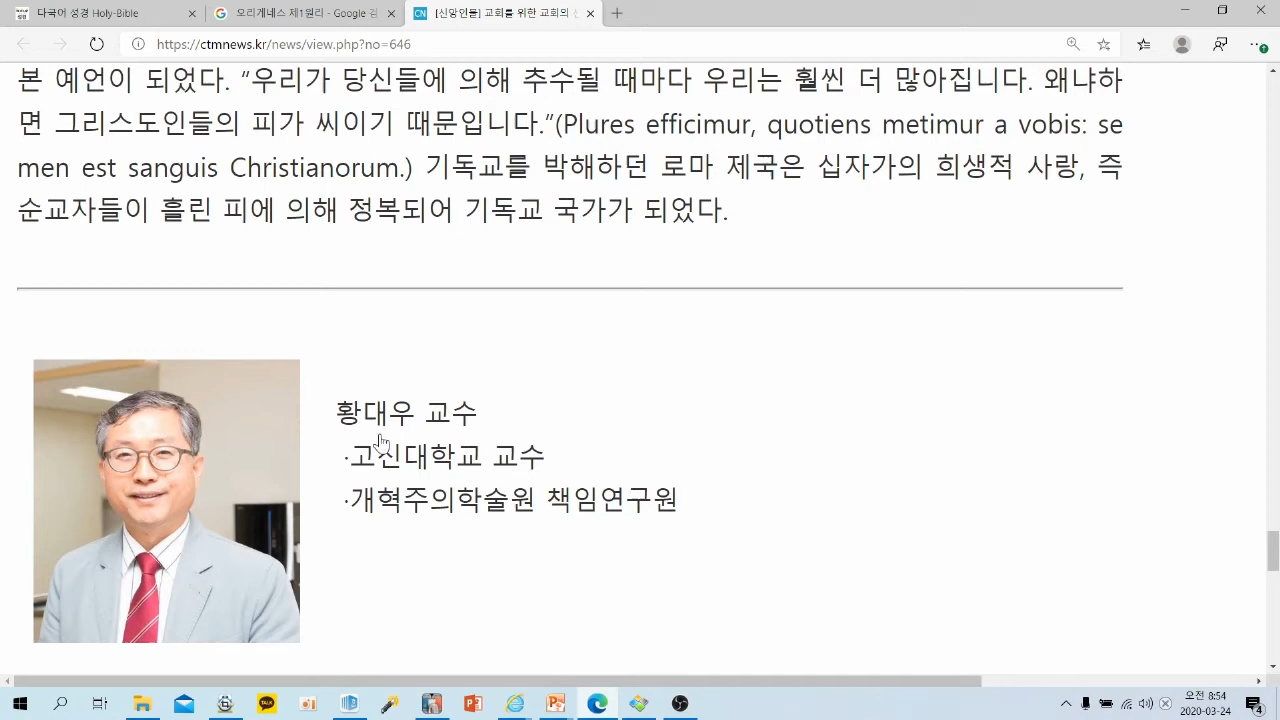 다국어 성경 Holy-Bible
오리게네스 제1원리 - Google 검
[신앙인물] 교회를 위한 교회의
https://ctmnews.kr/news/view.php?no=646
본 예언이 되었다. “우리가 당신들에 의해 추수될 때마다 우리는 훨씬 더 많아집니다. 왜냐하
면 그리스도인들의 피가 씨이기 때문입니다.”(Plures efficimur, quotiens metimur a vobis: se
men est sanguis Christianorum.) 기독교를 박해하던 로마 제국은 십자가의 희생적 사랑, 즉
순교자들이 흘린 피에 의해 정복되어 기독교 국가가 되었다.
황대우 교수
·고신대학교 교수
·개혁주의학술원 책임연구원
오전 8:54
2020-03-24